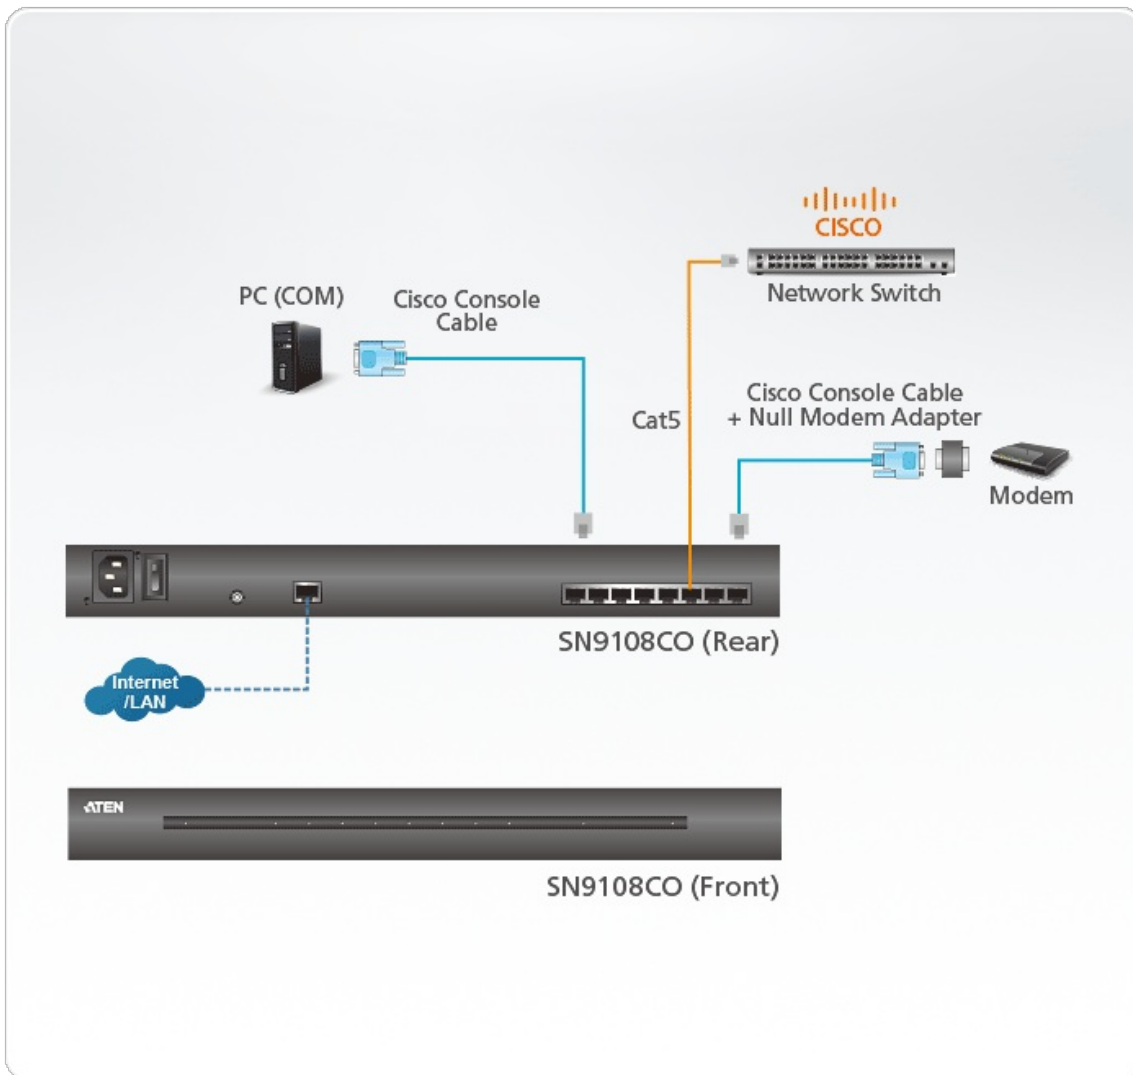 CISCO
Network Switch
PC (COM)
Cisco Console
Cable
Cisco Console Cable
+ Null Modem Adapter
Cat5
Modem
SN9108CO (Rear)
Internet
/LAN
ATEN
SN9108CO (Front)